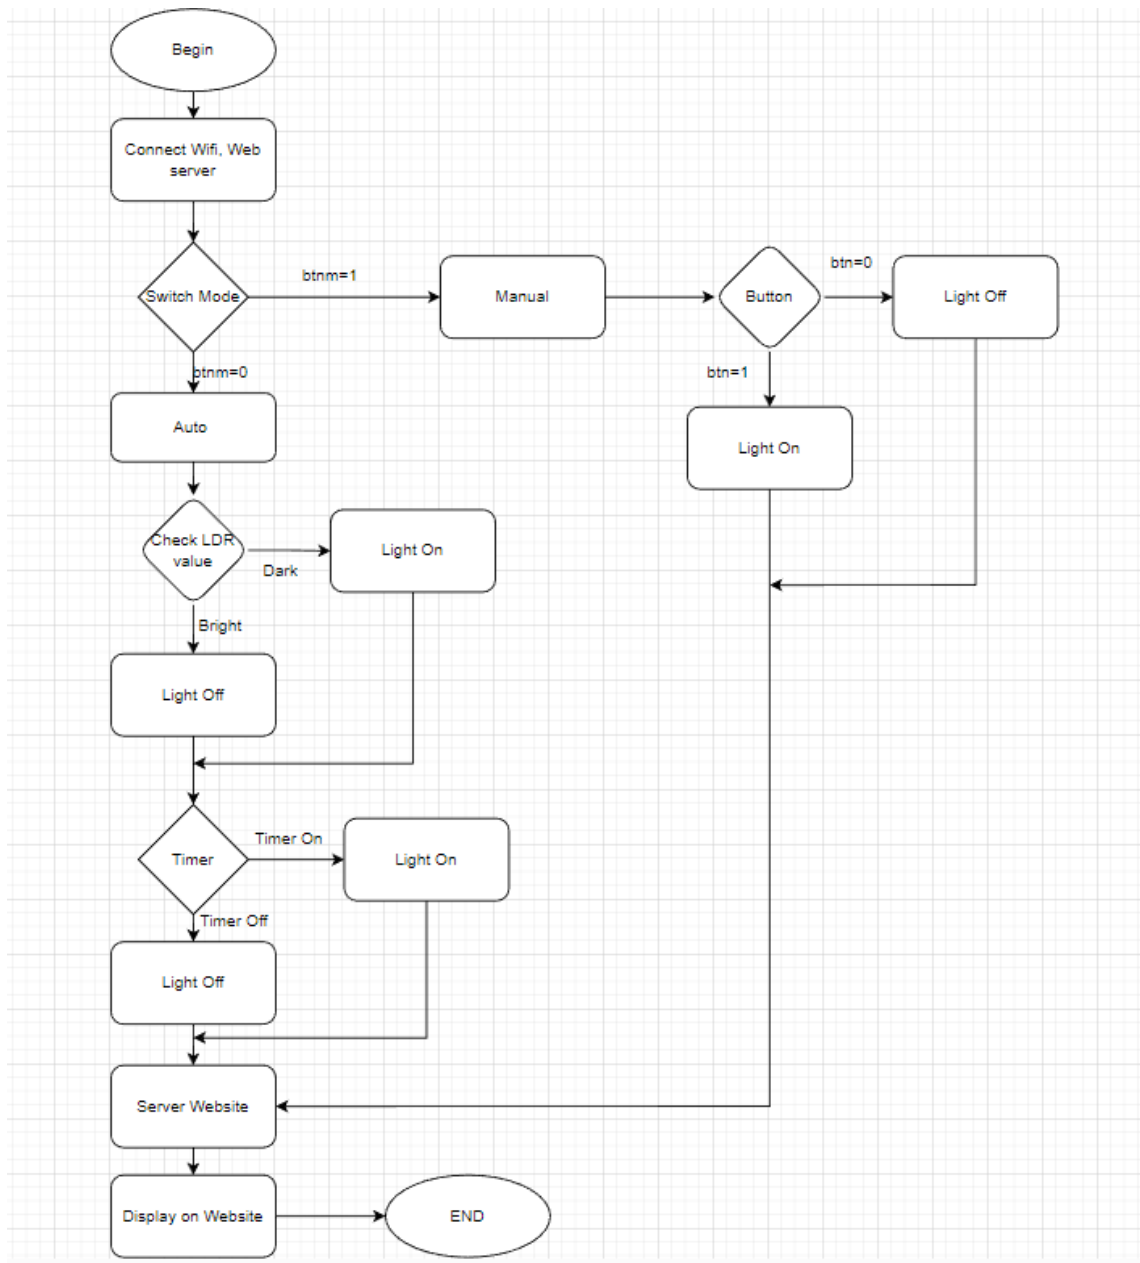 Begin
Connect Wifi, Web
server
Switch Mode
btnm=1
Manual
Button
btn=0
Light Off
btnm=0
btn=1
Auto
Light On
Check LDR
value
Dark
Light On
Bright
Light Off
Timer
Timer On
Light On
Timer Off
Light Off
Server Website
Display on Website
END